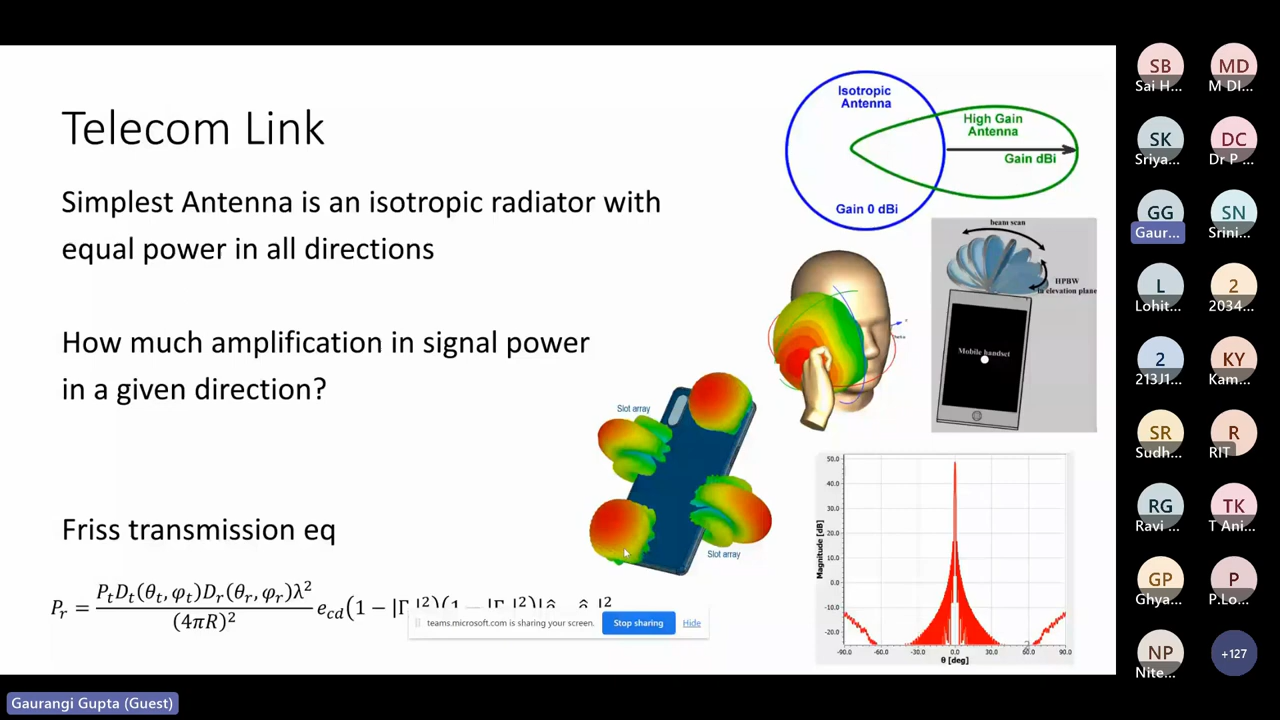 Telecom Link
Simplest Antenna is an isotropic radiator with
equal power in all directions
How much amplification in signal power
in a given direction?
Friss transmission eq
P_r = P_t D_t(θ_t, φ_t) D_r(θ_r, φ_r) λ² / (4πR)² e_cd (1 − |Γ
Isotropic
Antenna
Gain 0 dBi
High Gain
Antenna
Gain dBi
beam scan
HPBW
in elevation plane
Mobile handset
Slot array
Slot array
Magnitude [dB]
50.0
40.0
30.0
20.0
10.0
0.0
-10.0
-20.0
-90.0 -60.0 -30.0 0.0 30.0 60.0 90.0
θ [deg]
teams.microsoft.com is sharing your screen.
Stop sharing
Hide
SB MD
Sai H... M DI...
SK DC
Sriya... Dr P ...
GG SN
Gaur... Srini...
L 2
Lohit... 2034...
2 KY
213J1... Kam...
SR R
Sudh... RIT
RG TK
Ravi ... T Ani...
GP P
Ghya... P.Lo...
NP +127
Nite...
Gaurangi Gupta (Guest)